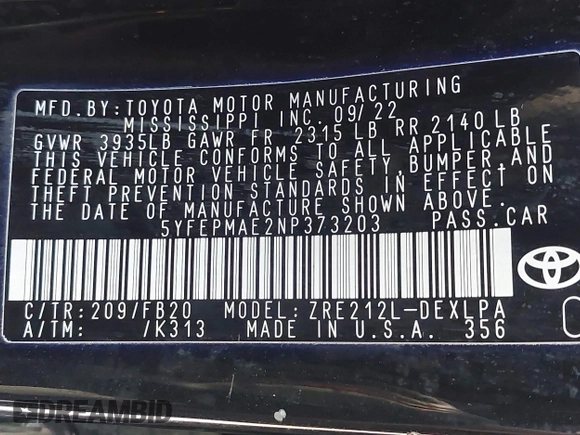 MFD.BY:TOYOTA MOTOR MANUFACTURING
MISSISSIPPI INC. 09/22
GVWR 3935LB GAWR FR 2315 LB RR 2140 LB
THIS VEHICLE CONFORMS TO ALL APPLICABLE
FEDERAL MOTOR VEHICLE SAFETY,BUMPER,AND
THEFT PREVENTION STANDARDS IN EFFECT ON
THE DATE OF MANUFACTURE SHOWN ABOVE.
5YFEPMAE2NP373203 PASS.CAR
C/TR:209/FB20 MODEL:ZRE212L-DEXLPA
A/TM: /K313 MADE IN U.S.A. 356
DREAMBID